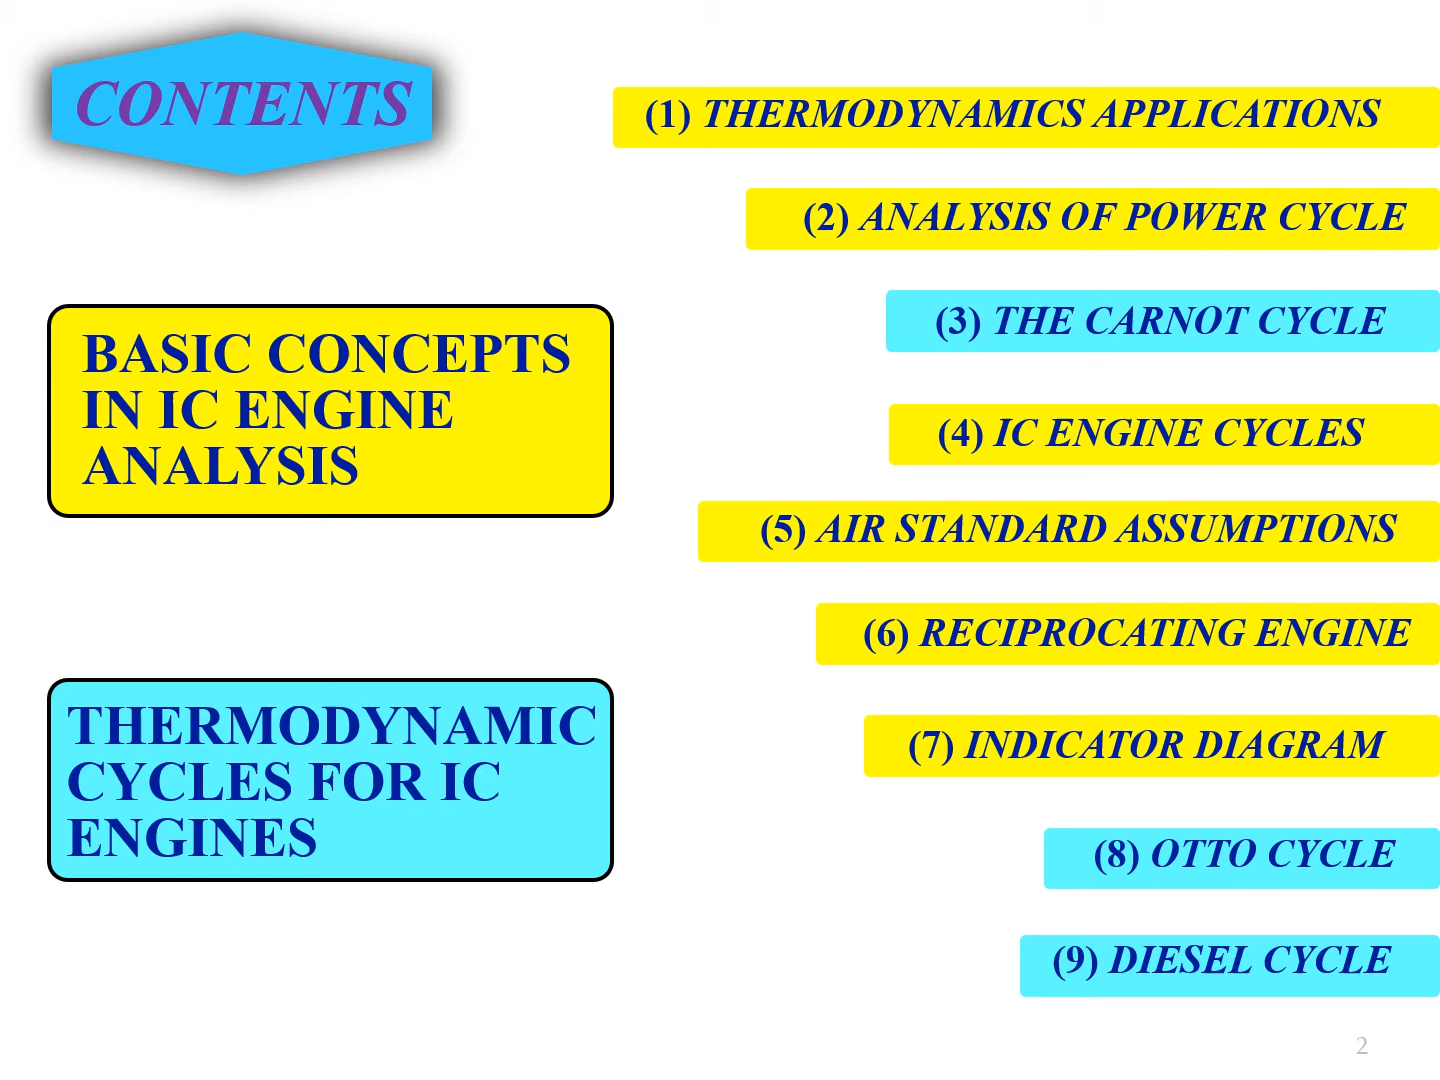 CONTENTS
BASIC CONCEPTS
IN IC ENGINE
ANALYSIS
THERMODYNAMIC
CYCLES FOR IC
ENGINES
(1) THERMODYNAMICS APPLICATIONS
(2) ANALYSIS OF POWER CYCLE
(3) THE CARNOT CYCLE
(4) IC ENGINE CYCLES
(5) AIR STANDARD ASSUMPTIONS
(6) RECIPROCATING ENGINE
(7) INDICATOR DIAGRAM
(8) OTTO CYCLE
(9) DIESEL CYCLE
2